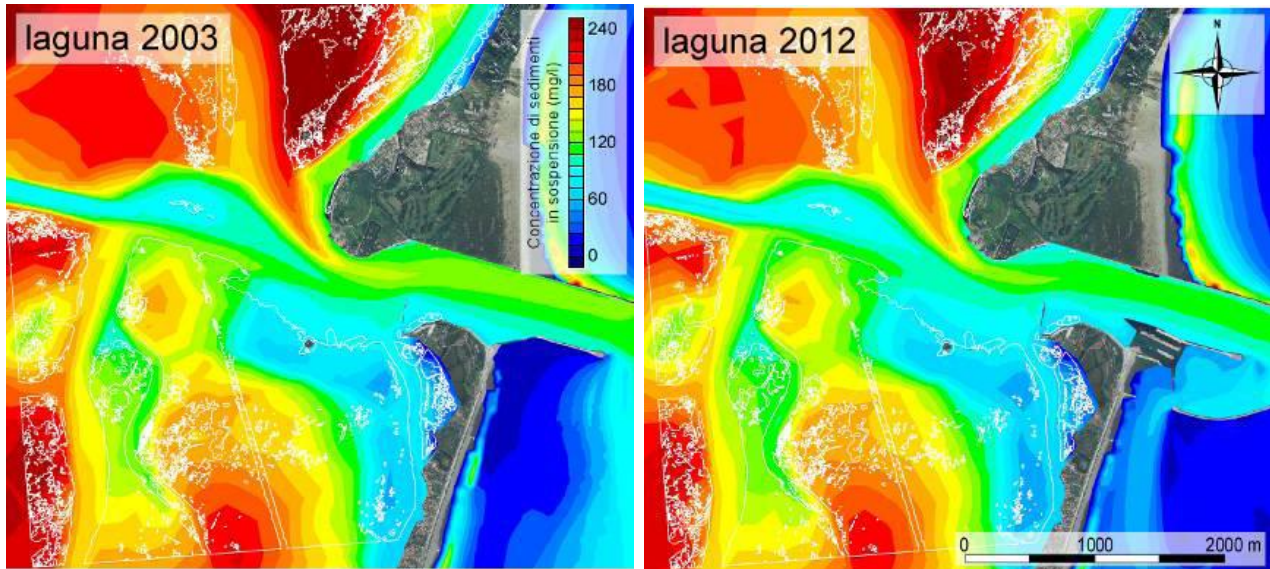 laguna 2003
Concentrazione di sedimenti
in sospensione (mg/l)
240
180
120
60
0
laguna 2012
N
0 1000 2000 m